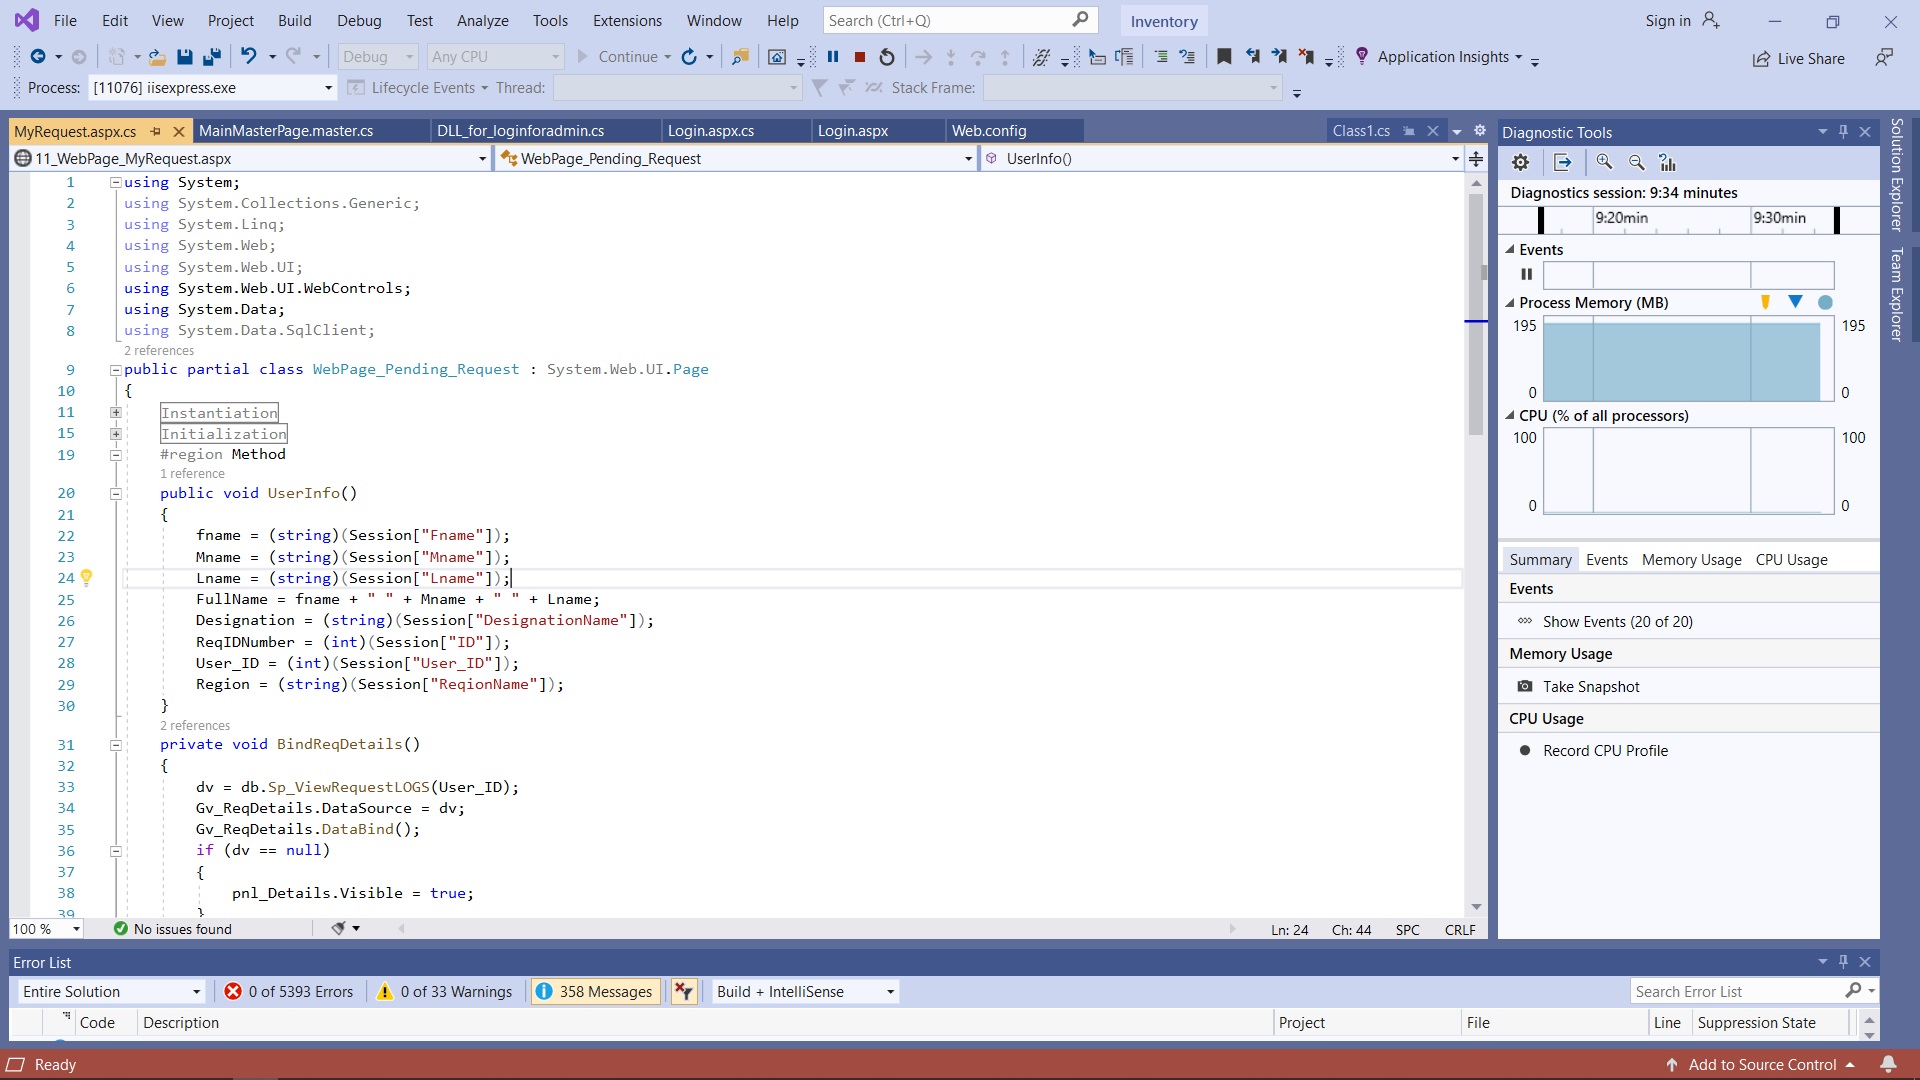 File Edit View Project Build Debug Test Analyze Tools Extensions Window Help Search (Ctrl+Q) Inventory Sign in
Debug Any CPU Continue Application Insights Live Share
Process: [11076] iisexpress.exe Lifecycle Events Thread: Stack Frame:
MyRequest.aspx.cs MainMasterPage.master.cs DLL_for_loginforadmin.cs Login.aspx.cs Login.aspx Web.config Class1.cs
11_WebPage_MyRequest.aspx WebPage_Pending_Request UserInfo()
1 using System;
2 using System.Collections.Generic;
3 using System.Linq;
4 using System.Web;
5 using System.Web.UI;
6 using System.Web.UI.WebControls;
7 using System.Data;
8 using System.Data.SqlClient;
2 references
9 public partial class WebPage_Pending_Request : System.Web.UI.Page
10 {
11 Instantiation
15 Initialization
19 #region Method
1 reference
20 public void UserInfo()
21 {
22 fname = (string)(Session["Fname"]);
23 Mname = (string)(Session["Mname"]);
24 Lname = (string)(Session["Lname"]);
25 FullName = fname + " " + Mname + " " + Lname;
26 Designation = (string)(Session["DesignationName"]);
27 ReqIDNumber = (int)(Session["ID"]);
28 User_ID = (int)(Session["User_ID"]);
29 Region = (string)(Session["ReqionName"]);
30 }
2 references
31 private void BindReqDetails()
32 {
33 dv = db.Sp_ViewRequestLOGS(User_ID);
34 Gv_ReqDetails.DataSource = dv;
35 Gv_ReqDetails.DataBind();
36 if (dv == null)
37 {
38 pnl_Details.Visible = true;
39 }
100 % No issues found Ln: 24 Ch: 44 SPC CRLF
Diagnostic Tools
Diagnostics session: 9:34 minutes
9:20min 9:30min
Events
Process Memory (MB)
195 195
0 0
CPU (% of all processors)
100 100
0 0
Summary Events Memory Usage CPU Usage
Events
Show Events (20 of 20)
Memory Usage
Take Snapshot
CPU Usage
Record CPU Profile
Solution Explorer
Team Explorer
Error List
Entire Solution 0 of 5393 Errors 0 of 33 Warnings 358 Messages Build + IntelliSense Search Error List
Code Description Project File Line Suppression State
Ready Add to Source Control